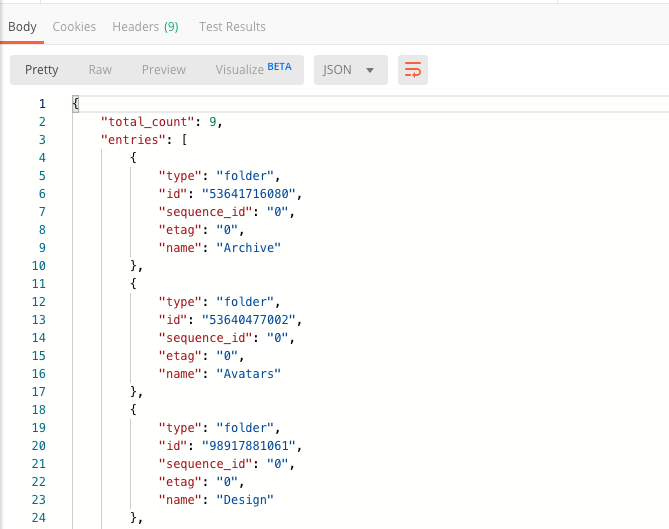 Body Cookies Headers (9) Test Results
Pretty Raw Preview Visualize BETA JSON
1 {
2 "total_count": 9,
3 "entries": [
4 {
5 "type": "folder",
6 "id": "53641716080",
7 "sequence_id": "0",
8 "etag": "0",
9 "name": "Archive"
10 },
11 {
12 "type": "folder",
13 "id": "53640477002",
14 "sequence_id": "0",
15 "etag": "0",
16 "name": "Avatars"
17 },
18 {
19 "type": "folder",
20 "id": "98917881061",
21 "sequence_id": "0",
22 "etag": "0",
23 "name": "Design"
24 },